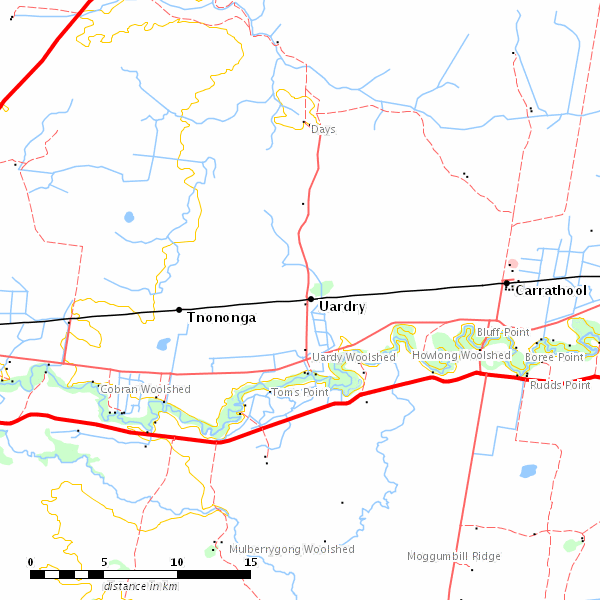 Days
Carrathool
Uardry
Tnononga
Bluff Point
Uardy Woolshed
Howlong Woolshed
Boree Point
Cobran Woolshed
Toms Point
Rudds Point
Mulberrygong Woolshed
Moggumbill Ridge
0 5 10 15
distance in km